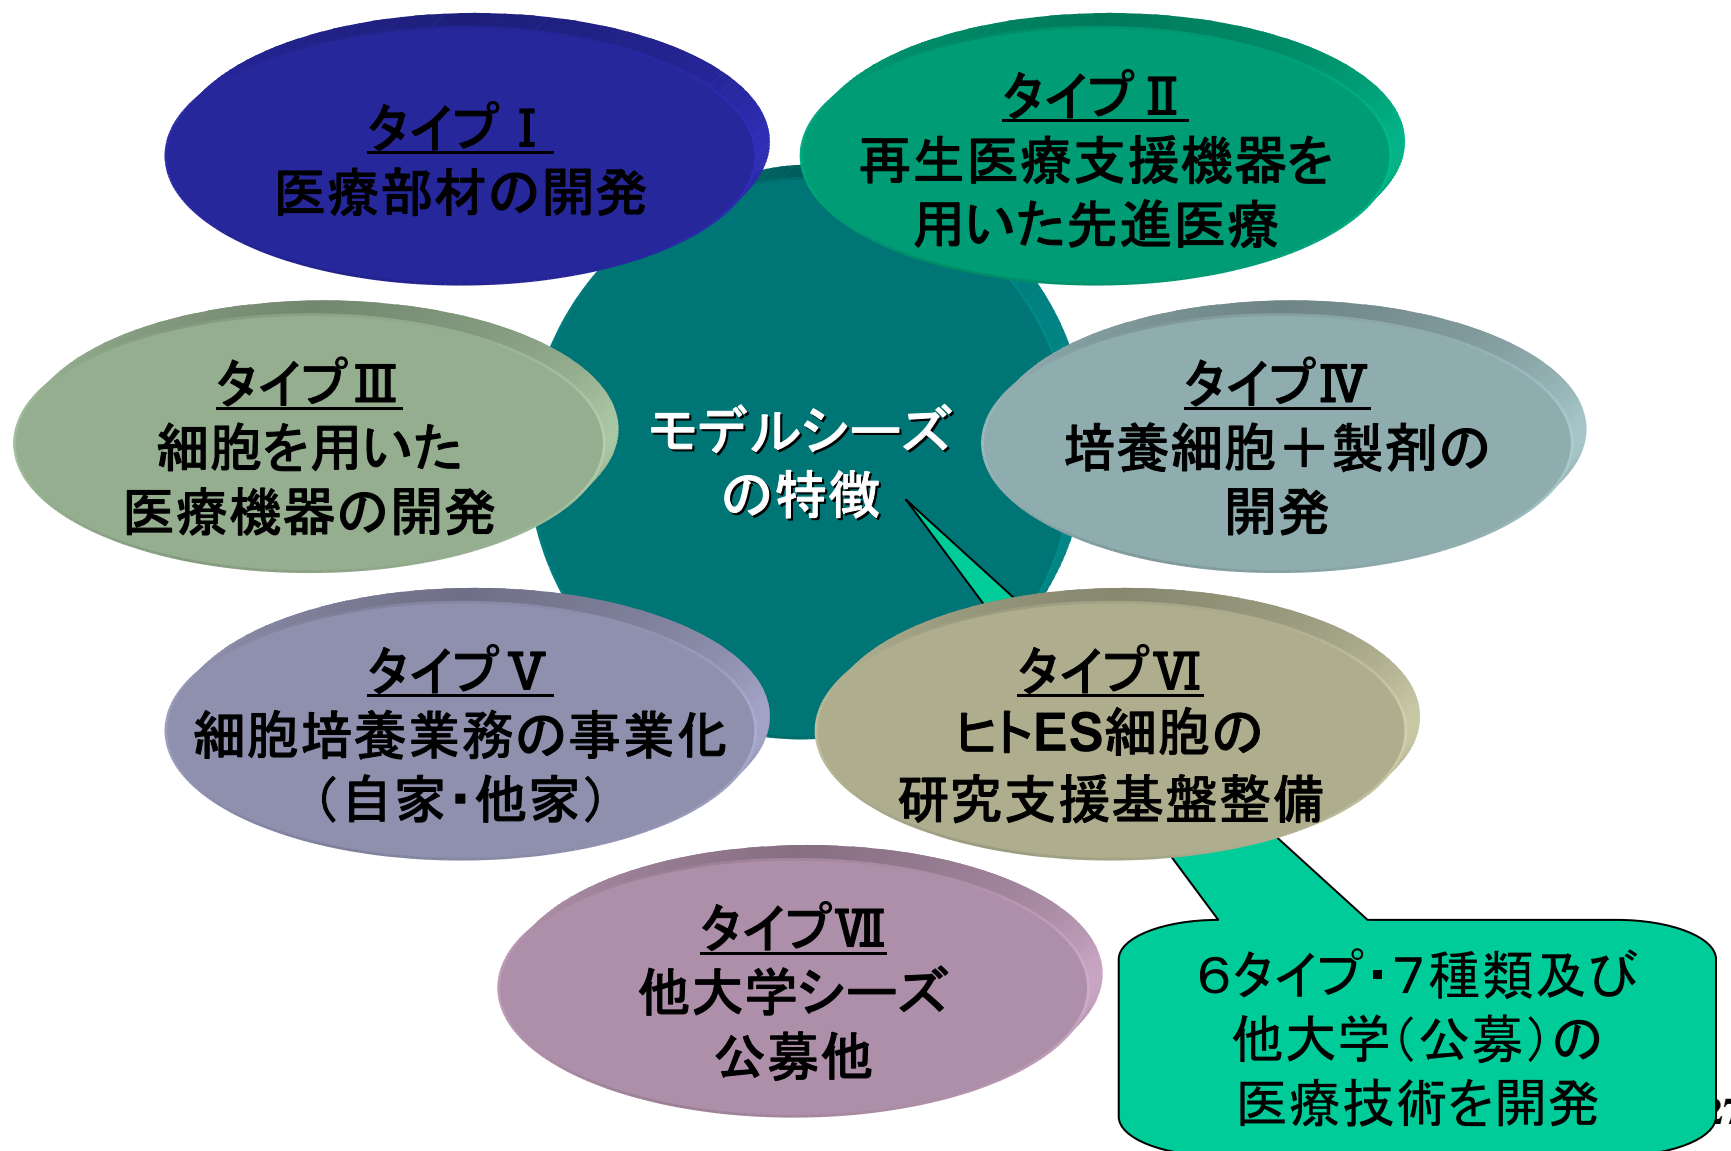 タイプⅠ
医療部材の開発
タイプⅡ
再生医療支援機器を
用いた先進医療
タイプⅢ
細胞を用いた
医療機器の開発
モデルシーズ
の特徴
タイプⅣ
培養細胞＋製剤の
開発
タイプⅤ
細胞培養業務の事業化
（自家・他家）
タイプⅥ
ヒトES細胞の
研究支援基盤整備
タイプⅦ
他大学シーズ
公募他
６タイプ・７種類及び
他大学（公募）の
医療技術を開発
27